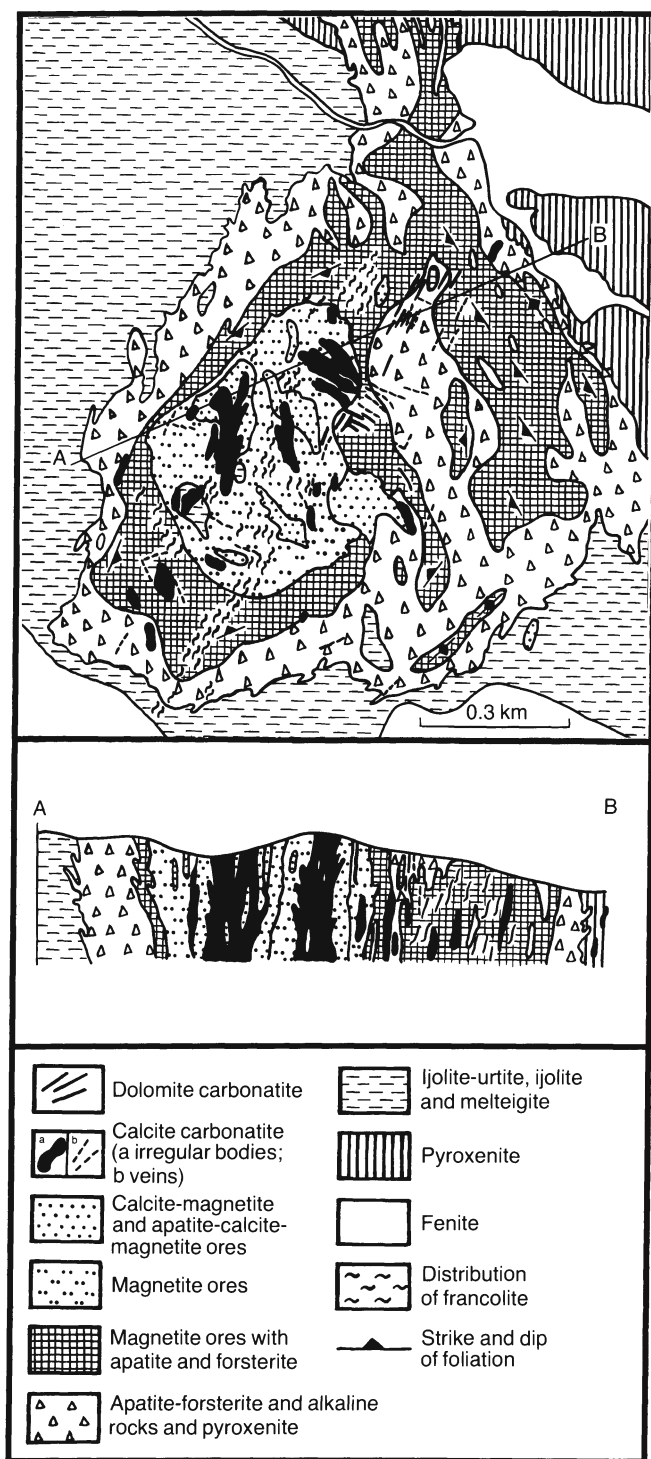 B
A
0.3 km
A
B
Dolomite carbonatite
a
b
Calcite carbonatite
(a irregular bodies;
b veins)
Calcite-magnetite
and apatite-calcite-
magnetite ores
Magnetite ores
Magnetite ores with
apatite and forsterite
Apatite-forsterite and alkaline
rocks and pyroxenite
Ijolite-urtite, ijolite
and melteigite
Pyroxenite
Fenite
Distribution
of francolite
Strike and dip
of foliation